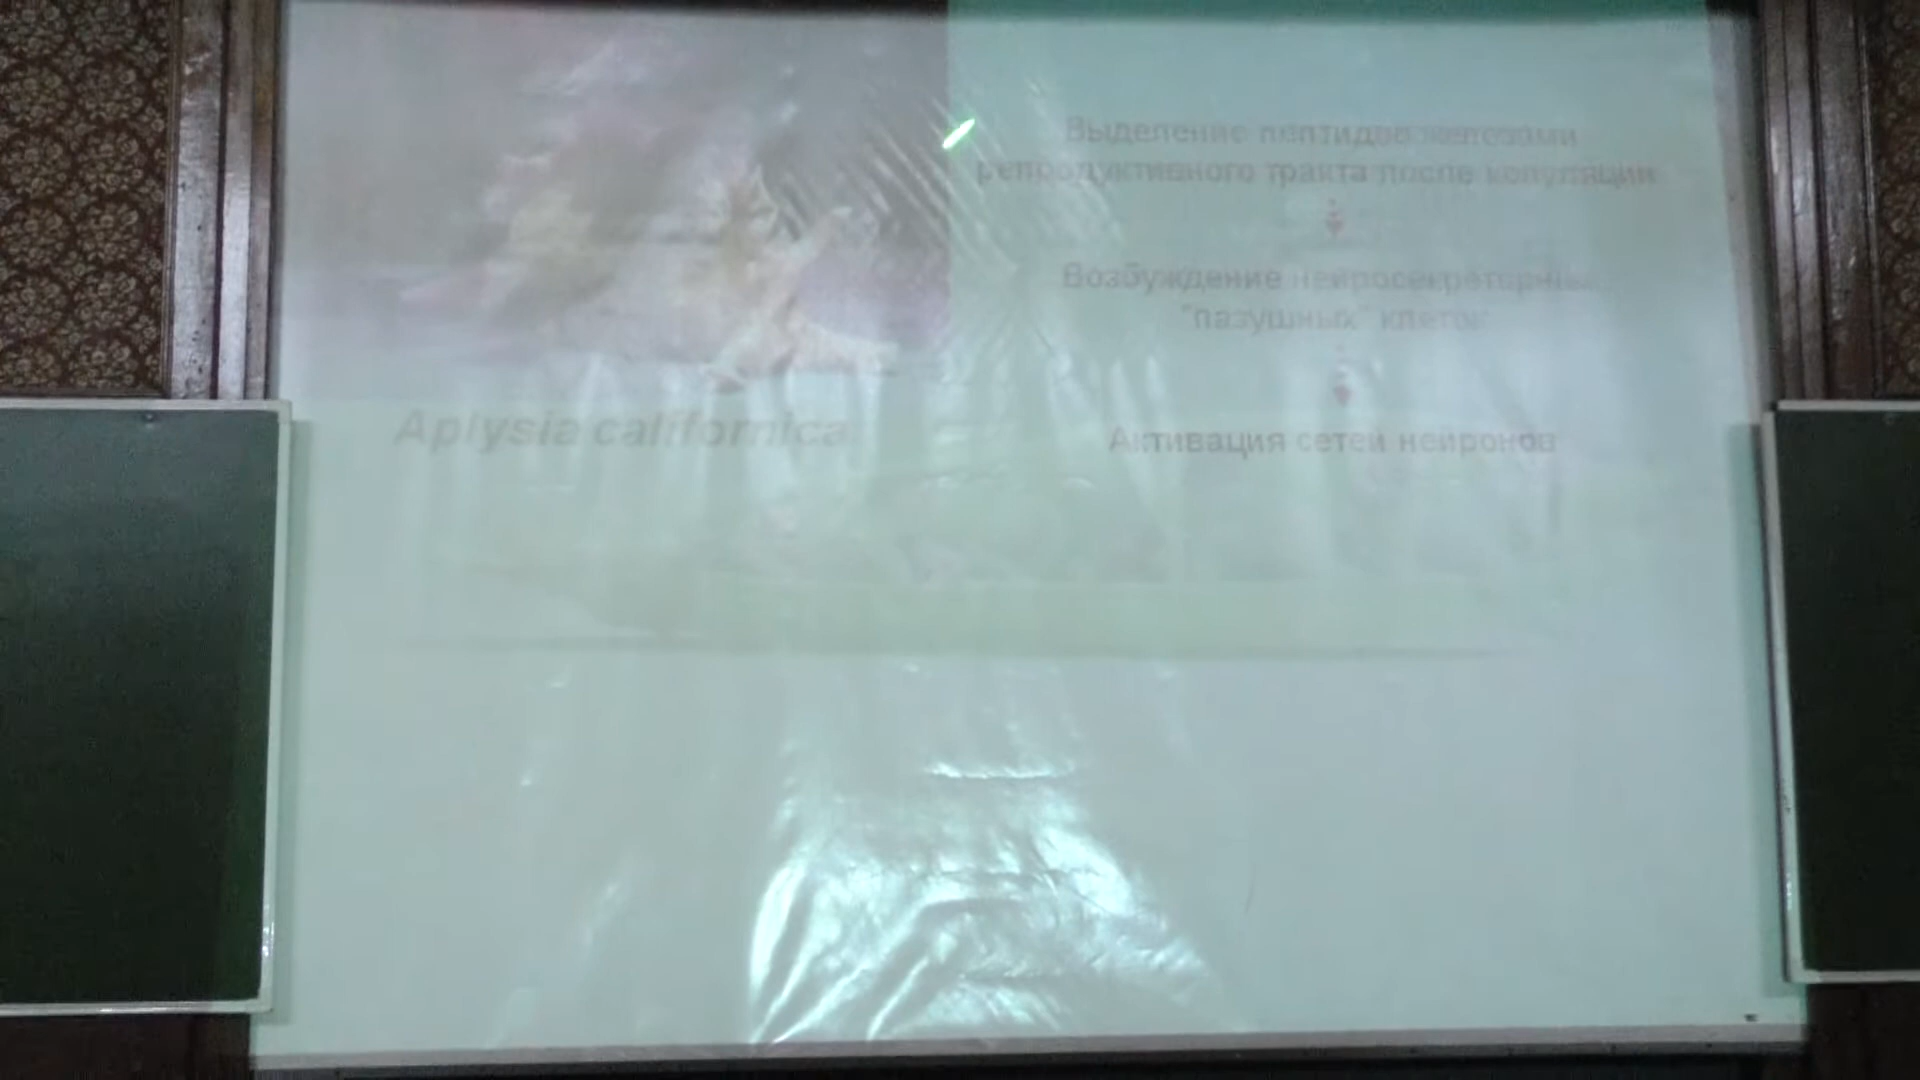 Выделение пептидов железами
репродуктивного тракта после копуляции
Возбуждение нейросекреторных
"пазушных" клеток
Aplysia californica
Активация сетей нейронов